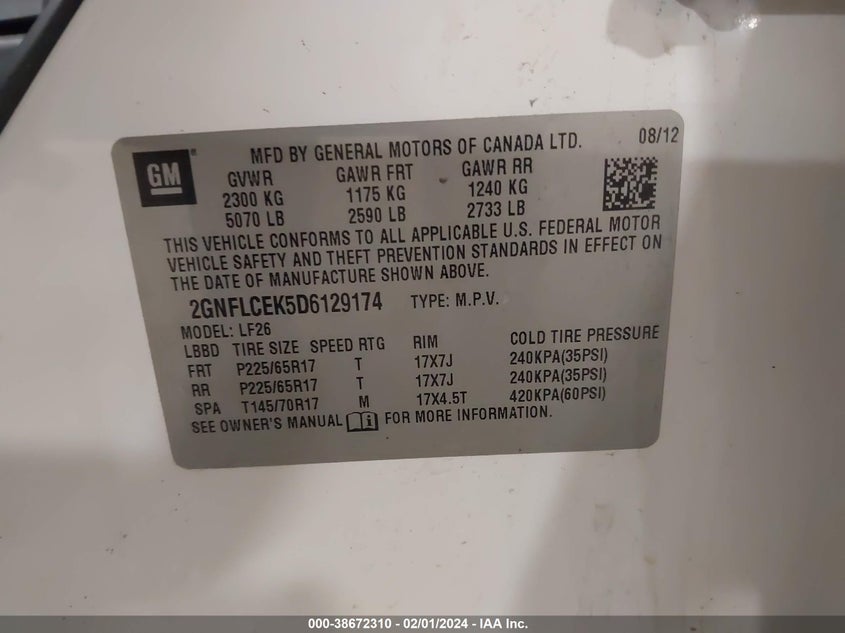 GM ®
MFD BY GENERAL MOTORS OF CANADA LTD. 08/12
GVWR GAWR FRT GAWR RR
2300 KG 1175 KG 1240 KG
5070 LB 2590 LB 2733 LB
THIS VEHICLE CONFORMS TO ALL APPLICABLE U.S. FEDERAL MOTOR
VEHICLE SAFETY AND THEFT PREVENTION STANDARDS IN EFFECT ON
THE DATE OF MANUFACTURE SHOWN ABOVE.
2GNFLCEK5D6129174 TYPE: M.P.V.
MODEL: LF26
LBBD TIRE SIZE SPEED RTG RIM COLD TIRE PRESSURE
FRT P225/65R17 T 17X7J 240KPA(35PSI)
RR P225/65R17 T 17X7J 240KPA(35PSI)
SPA T145/70R17 M 17X4.5T 420KPA(60PSI)
SEE OWNER'S MANUAL i FOR MORE INFORMATION.
000-38672310 - 02/01/2024 - IAA Inc.